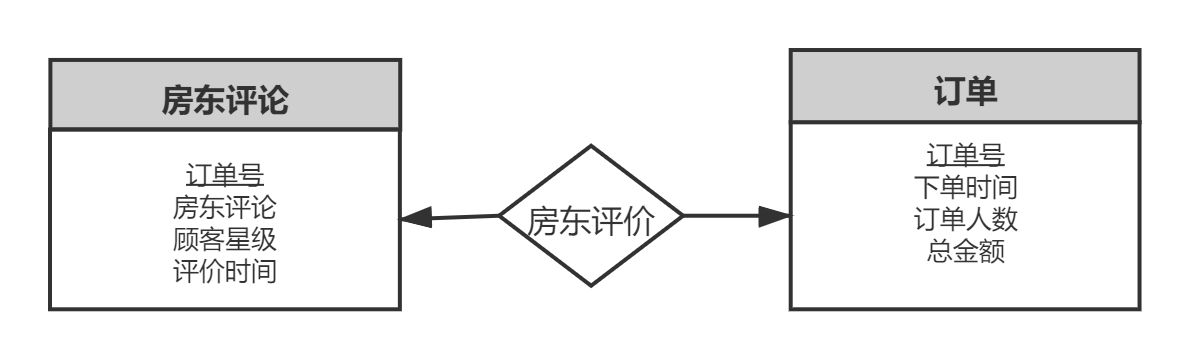 房东评论
订单号
房东评论
顾客星级
评价时间
房东评价
订单
订单号
下单时间
订单人数
总金额